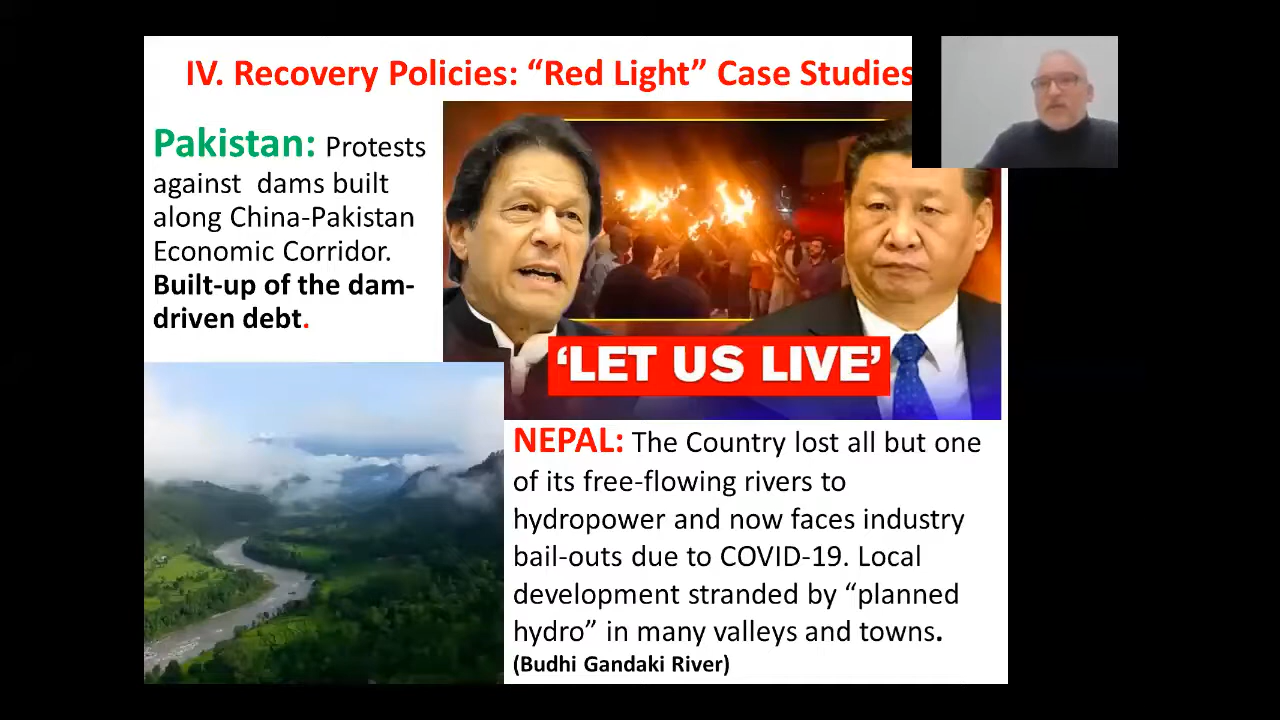 IV. Recovery Policies: “Red Light” Case Studies
Pakistan: Protests
against  dams built
along China-Pakistan
Economic Corridor.
Built-up of the dam-
driven debt.
‘LET US LIVE’
NEPAL: The Country lost all but one
of its free-flowing rivers to
hydropower and now faces industry
bail-outs due to COVID-19. Local
development stranded by “planned
hydro” in many valleys and towns.
(Budhi Gandaki River)